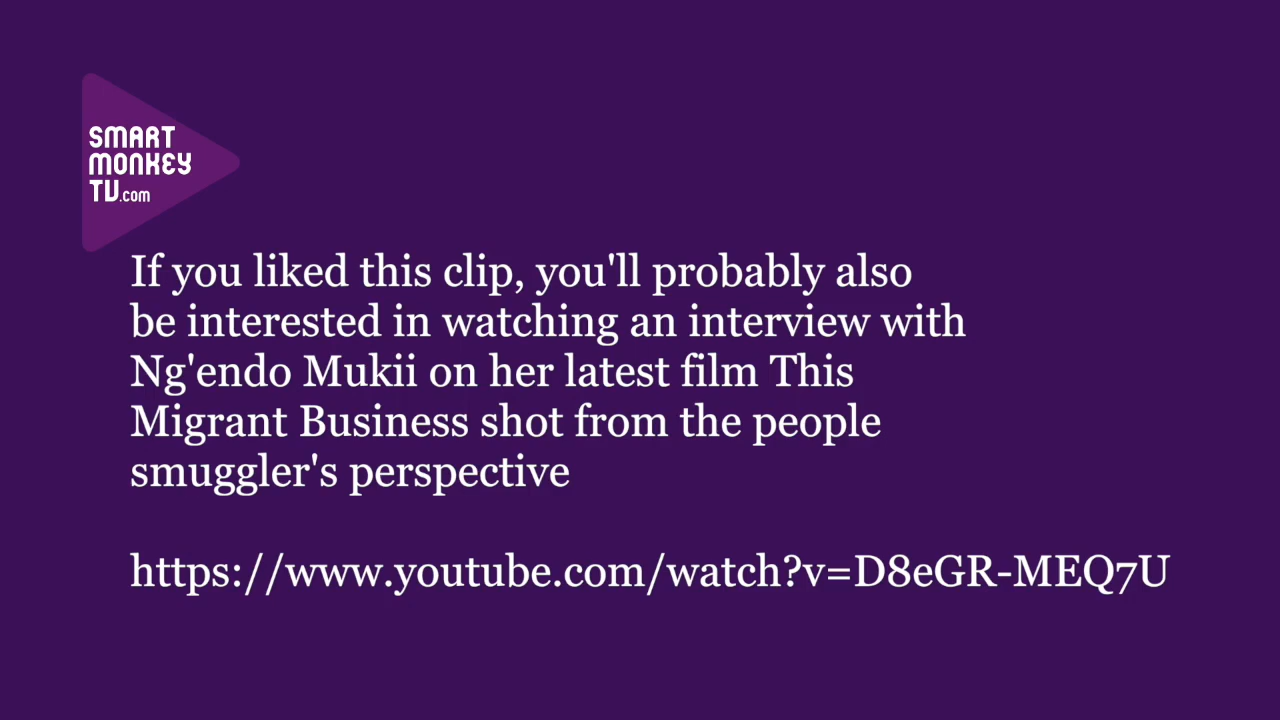 SMART
MONKEY
TV.com
If you liked this clip, you'll probably also
be interested in watching an interview with
Ng'endo Mukii on her latest film This
Migrant Business shot from the people
smuggler's perspective
https://www.youtube.com/watch?v=D8eGR-MEQ7U